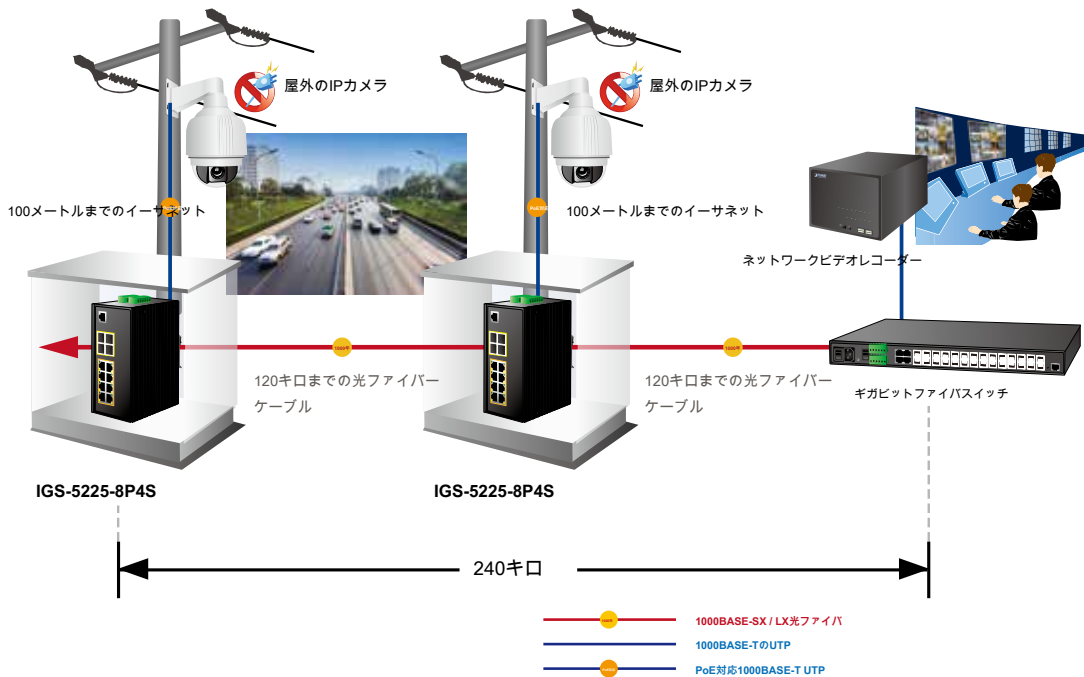 屋外のIPカメラ
屋外のIPカメラ
100メートルまでのイーサネット
PoE対応
100メートルまでのイーサネット
ネットワークビデオレコーダー
120キロまでの光ファイバー
ケーブル
120キロまでの光ファイバー
ケーブル
ギガビットファイバスイッチ
IGS-5225-8P4S
IGS-5225-8P4S
240キロ
1000BASE-SX / LX光ファイバ
1000BASE-TのUTP
PoE対応1000BASE-T UTP